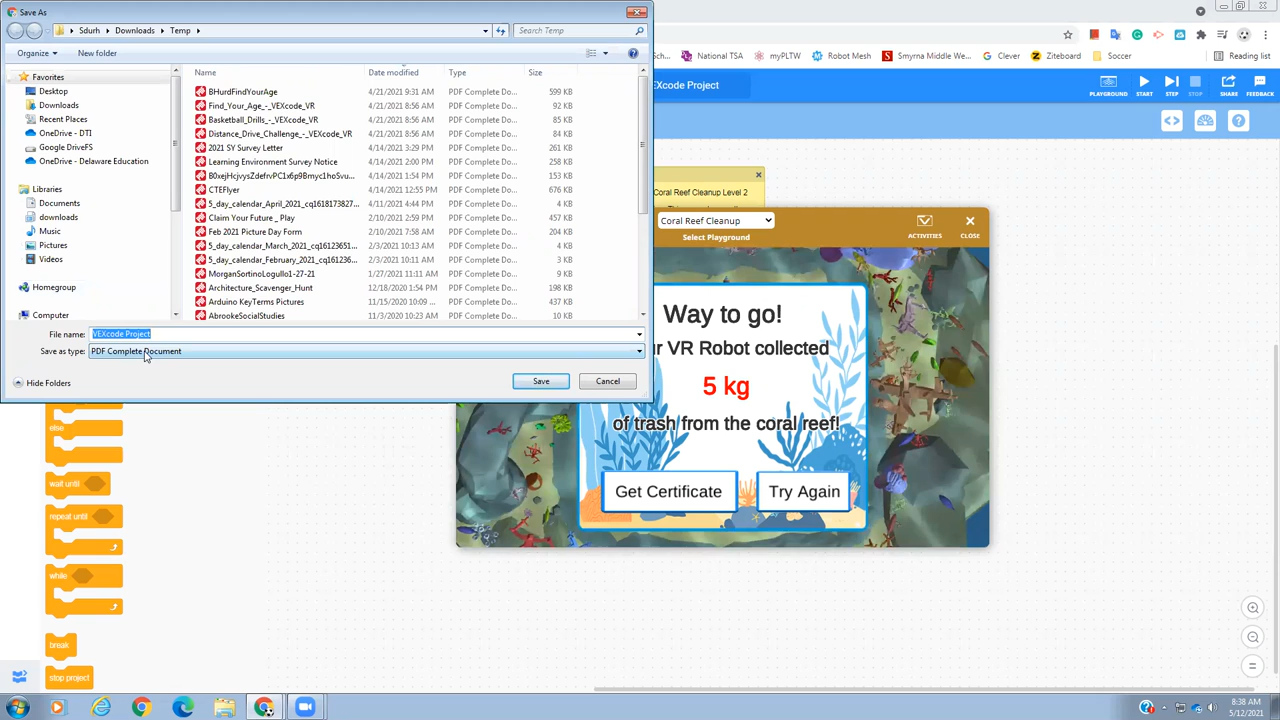 Save As
Sdurh
Downloads
Temp
Search Temp
Organize
New folder
Favorites
Desktop
Downloads
Recent Places
OneDrive - DTI
Google DriveFS
OneDrive - Delaware Education
Libraries
Documents
downloads
Music
Pictures
Videos
Homegroup
Computer
Name Date modified Type Size
BHurdFindYourAge 4/21/2021 9:31 AM PDF Complete Do... 599 KB
Find_Your_Age_-_VEXcode_VR 4/21/2021 8:56 AM PDF Complete Do... 92 KB
Basketball_Drills_-_VEXcode_VR 4/21/2021 8:56 AM PDF Complete Do... 85 KB
Distance_Drive_Challenge_-_VEXcode_VR 4/21/2021 8:56 AM PDF Complete Do... 84 KB
2021 SY Survey Letter 4/14/2021 3:29 PM PDF Complete Do... 261 KB
Learning Environment Survey Notice 4/14/2021 2:00 PM PDF Complete Do... 258 KB
B0xejHcjvysZdefrvPC1x6p9Bmyc1hoSvu... 4/14/2021 1:54 PM PDF Complete Do... 153 KB
CTEFlyer 4/14/2021 12:55 PM PDF Complete Do... 676 KB
5_day_calendar_April_2021_cq1618173827... 4/11/2021 4:44 PM PDF Complete Do... 4 KB
Claim Your Future _ Play 2/10/2021 2:59 PM PDF Complete Do... 457 KB
Feb 2021 Picture Day Form 2/10/2021 7:58 AM PDF Complete Do... 204 KB
5_day_calendar_March_2021_cq16123651... 2/3/2021 10:13 AM PDF Complete Do... 4 KB
5_day_calendar_February_2021_cq161236... 2/3/2021 10:11 AM PDF Complete Do... 3 KB
MorganSortinoLogullo1-27-21 1/27/2021 11:11 AM PDF Complete Do... 9 KB
Architecture_Scavenger_Hunt 12/18/2020 1:54 PM PDF Complete Do... 198 KB
Arduino KeyTerms Pictures 11/15/2020 10:09 ... PDF Complete Do... 437 KB
AbrookeSocialStudies 11/3/2020 10:23 AM PDF Complete Do... 315 KB
File name: VEXcode Project
Save as type: PDF Complete Document
Hide Folders
Save
Cancel
Sch...
National TSA
myPLTW
Robot Mesh
Smyrna Middle We...
Clever
Ziteboard
Soccer
Reading list
EXcode Project
PLAYGROUND
START
STEP
STOP
SHARE
FEEDBACK
Coral Reef Cleanup Level 2
Coral Reef Cleanup
Select Playground
ACTIVITIES
CLOSE
Way to go!
ur VR Robot collected
5 kg
of trash from the coral reef!
Get Certificate
Try Again
else
wait until
repeat until
while
break
stop project
8:38 AM
5/12/2021